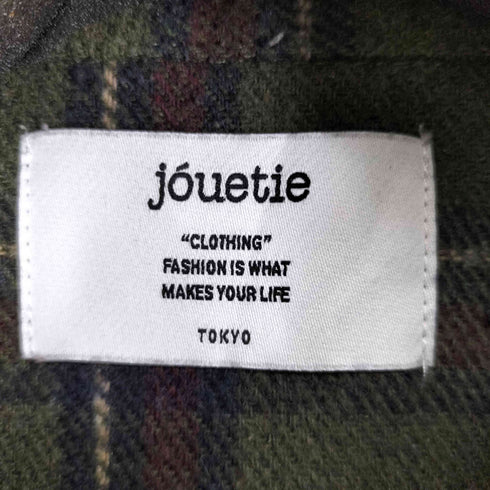 jóuetie
"CLOTHING"
FASHION IS WHAT
MAKES YOUR LIFE
TOKYO